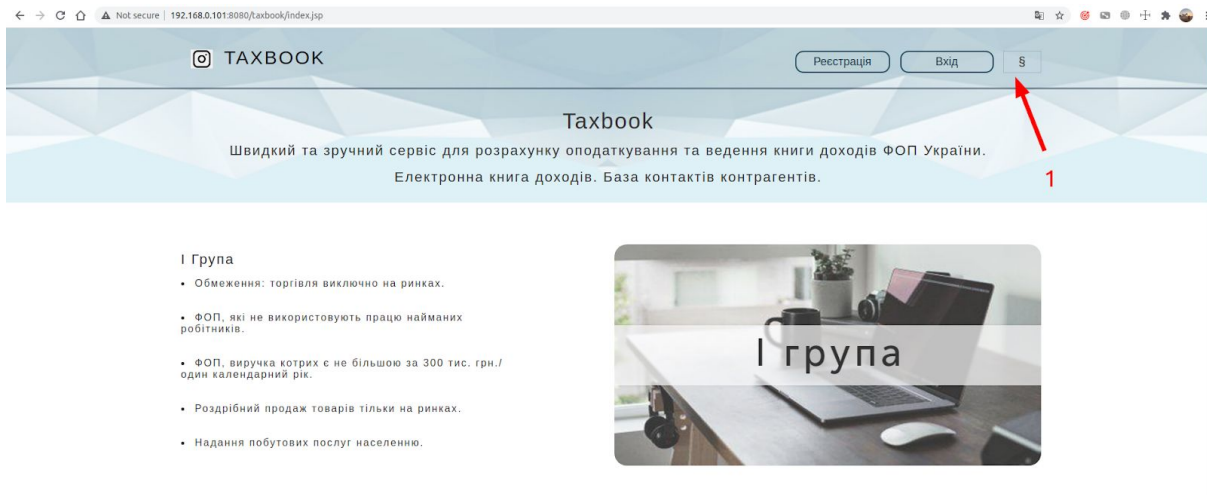 Not secure | 192.168.0.101:8080/taxbook/index.jsp
TAXBOOK
Реєстрація
Вхід
§
Taxbook
Швидкий та зручний сервіс для розрахунку оподаткування та ведення книги доходів ФОП України.
Електронна книга доходів. База контактів контрагентів.
1
І Група
• Обмеження: торгівля виключно на ринках.
• ФОП, які не використовують працю найманих
робітників.
• ФОП, виручка котрих є не більшою за 300 тис. грн./
один календарний рік.
• Роздрібний продаж товарів тільки на ринках.
• Надання побутових послуг населенню.
І група